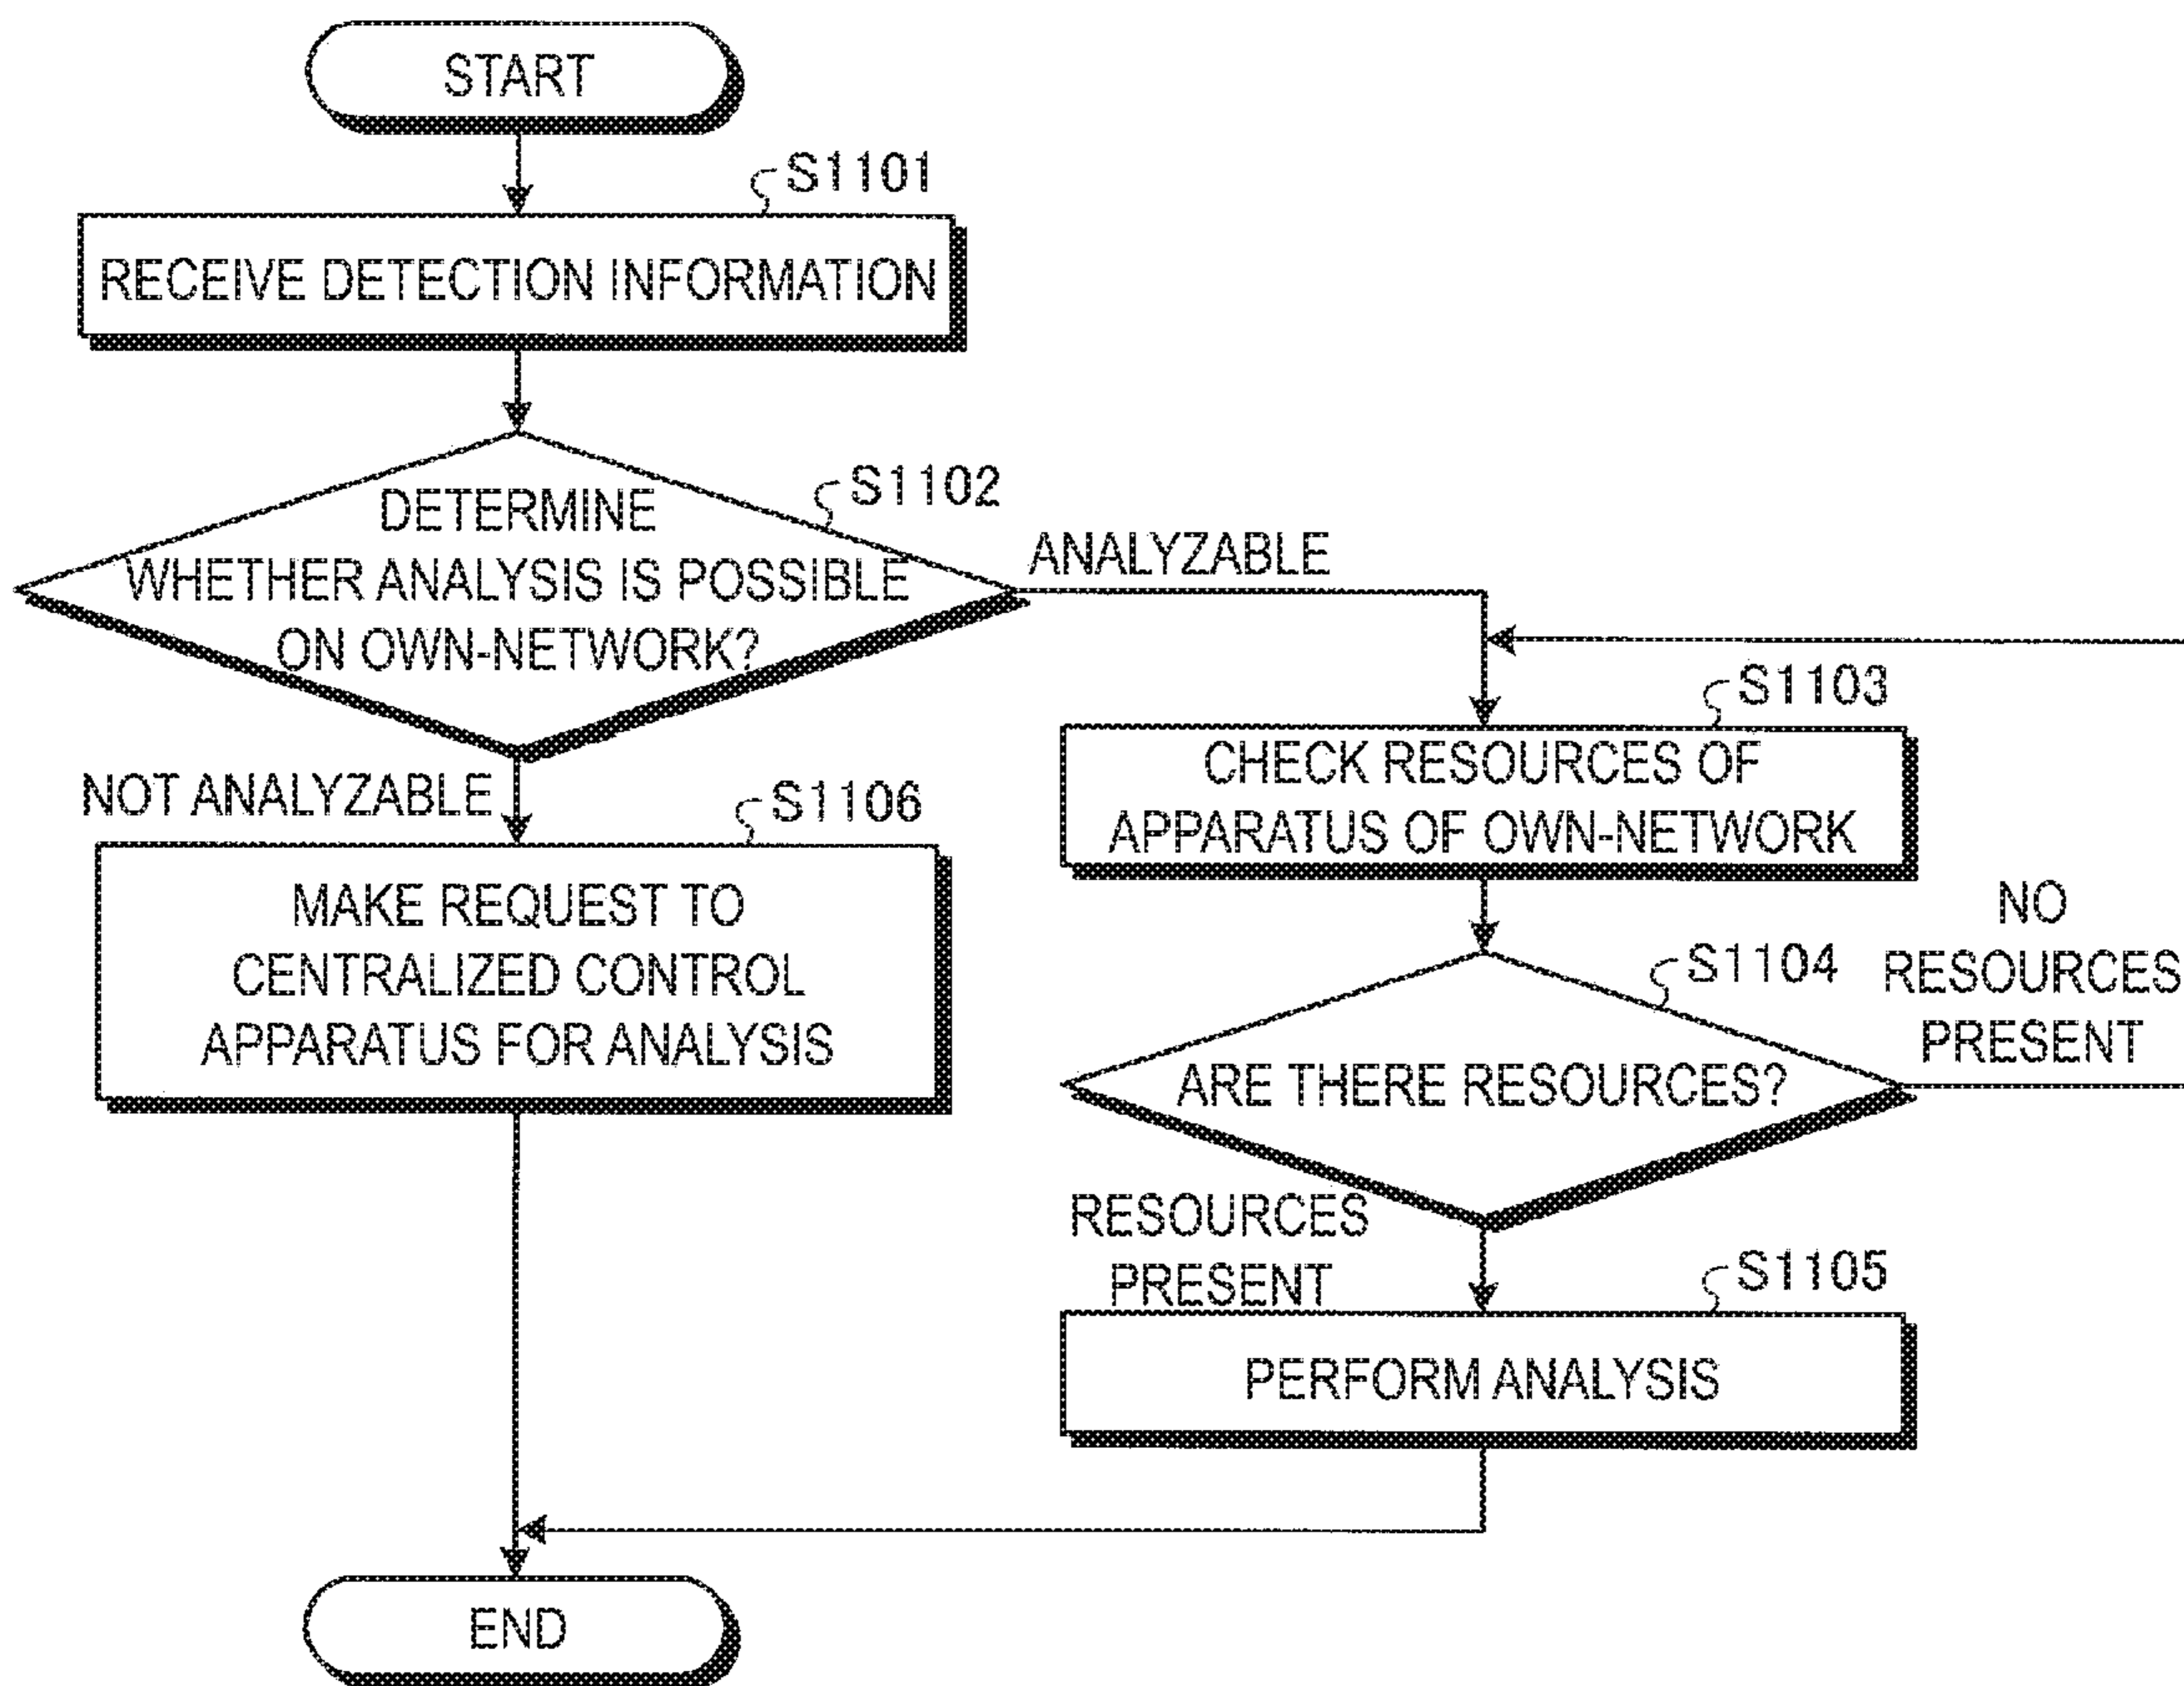 START
S1101
RECEIVE DETECTION INFORMATION
S1102
DETERMINE
WHETHER ANALYSIS IS POSSIBLE
ON OWN-NETWORK?
ANALYZABLE
NOT ANALYZABLE
S1106
MAKE REQUEST TO
CENTRALIZED CONTROL
APPARATUS FOR ANALYSIS
S1103
CHECK RESOURCES OF
APPARATUS OF OWN-NETWORK
S1104
ARE THERE RESOURCES?
NO
RESOURCES
PRESENT
RESOURCES
PRESENT
S1105
PERFORM ANALYSIS
END